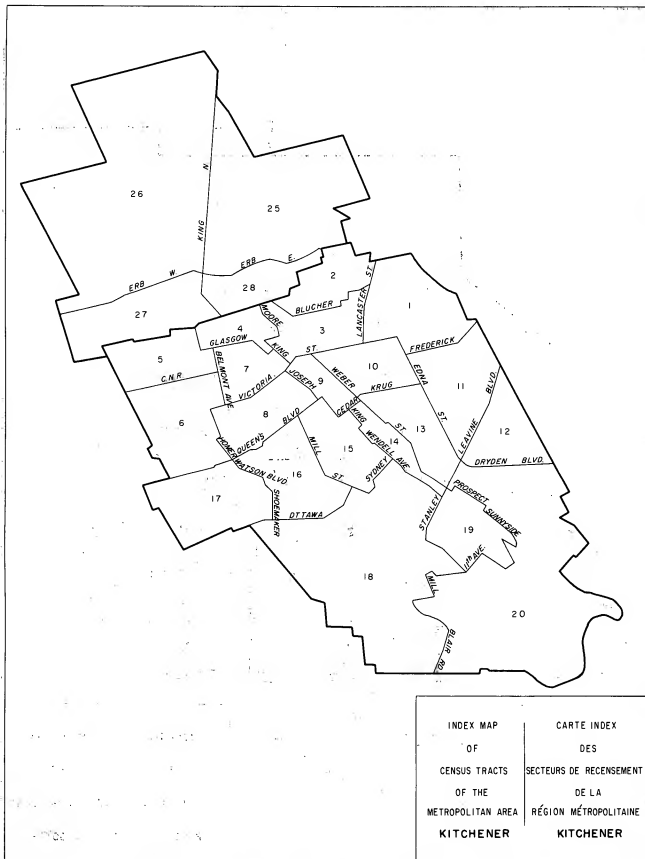 26
25
KING N
ERB W.
ERB E.
28
27
2
BLUCHER
LANCASTER ST.
1
MOORE
4
GLASGOW
3
KING
ST.
FREDERICK
5
C.N.R.
BELMONT AVE.
7
VICTORIA
JOSEPH
9
WEBER ST.
10
KRUG
EDNA ST.
11
LEAVINE BLVD.
12
6
8
QUEEN'S BLVD
CEDAR
KING
14
13
WENDELL AVE.
DRYDEN BLVD.
HOMER WATSON BLVD.
MILL ST
15
SYDNEY
16
17
SHOEMAKER
OTTAWA
STANLEY
PROSPECT
SUNNYSIDE
19
11th AVE.
18
MILL
20
BLAIR RD.
INDEX MAP
OF
CENSUS TRACTS
OF THE
METROPOLITAN AREA
KITCHENER
CARTE INDEX
DES
SECTEURS DE RECENSEMENT
DE LA
RÉGION MÉTROPOLITAINE
KITCHENER